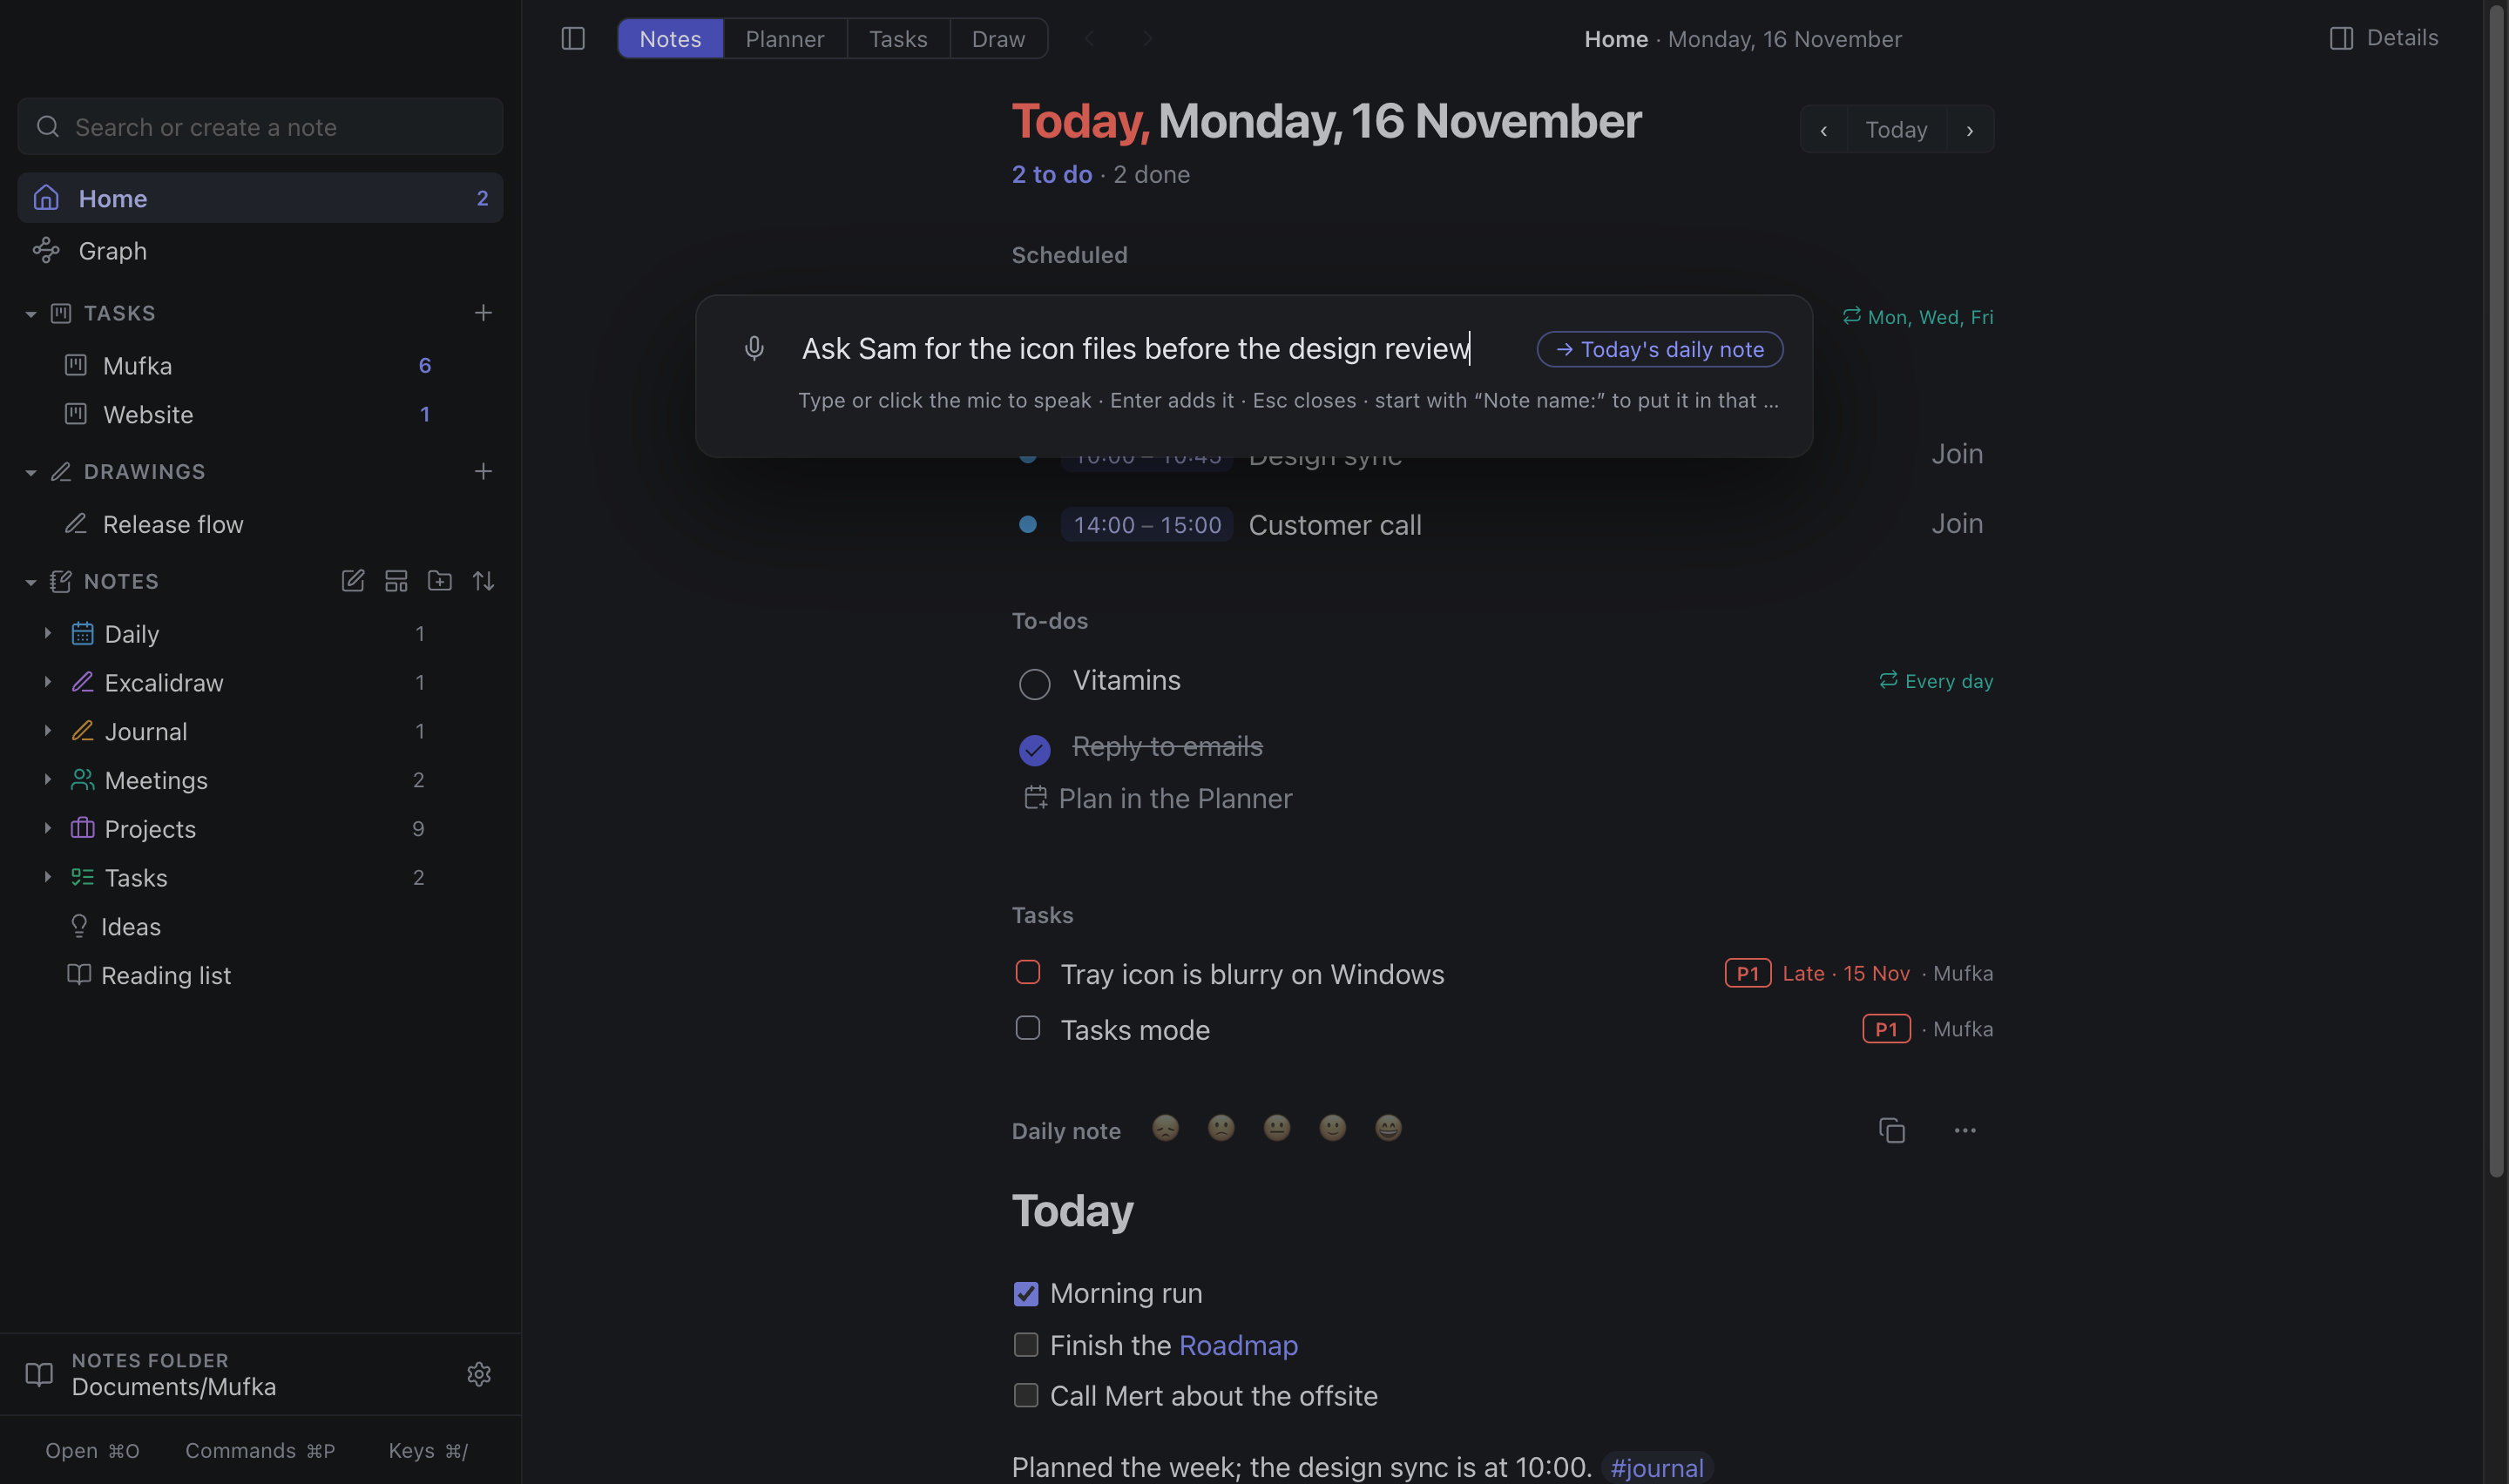 Notes Planner Tasks Draw
Home · Monday, 16 November
Details
Search or create a note
Home 2
Graph
TASKS
Mufka 6
Website 1
DRAWINGS
Release flow
NOTES
Daily 1
Excalidraw 1
Journal 1
Meetings 2
Projects 9
Tasks 2
Ideas
Reading list
NOTES FOLDER
Documents/Mufka
Open ⌘O Commands ⌘P Keys ⌘/
Today, Monday, 16 November
‹ Today ›
2 to do · 2 done
Scheduled
Mon, Wed, Fri
Ask Sam for the icon files before the design review
→ Today's daily note
Type or click the mic to speak · Enter adds it · Esc closes · start with “Note name:” to put it in that ...
10:00 – 10:45 Design sync Join
14:00 – 15:00 Customer call Join
To-dos
Vitamins Every day
Reply to emails
Plan in the Planner
Tasks
Tray icon is blurry on Windows P1 Late · 15 Nov · Mufka
Tasks mode P1 · Mufka
Daily note
Today
Morning run
Finish the Roadmap
Call Mert about the offsite
Planned the week; the design sync is at 10:00. #journal